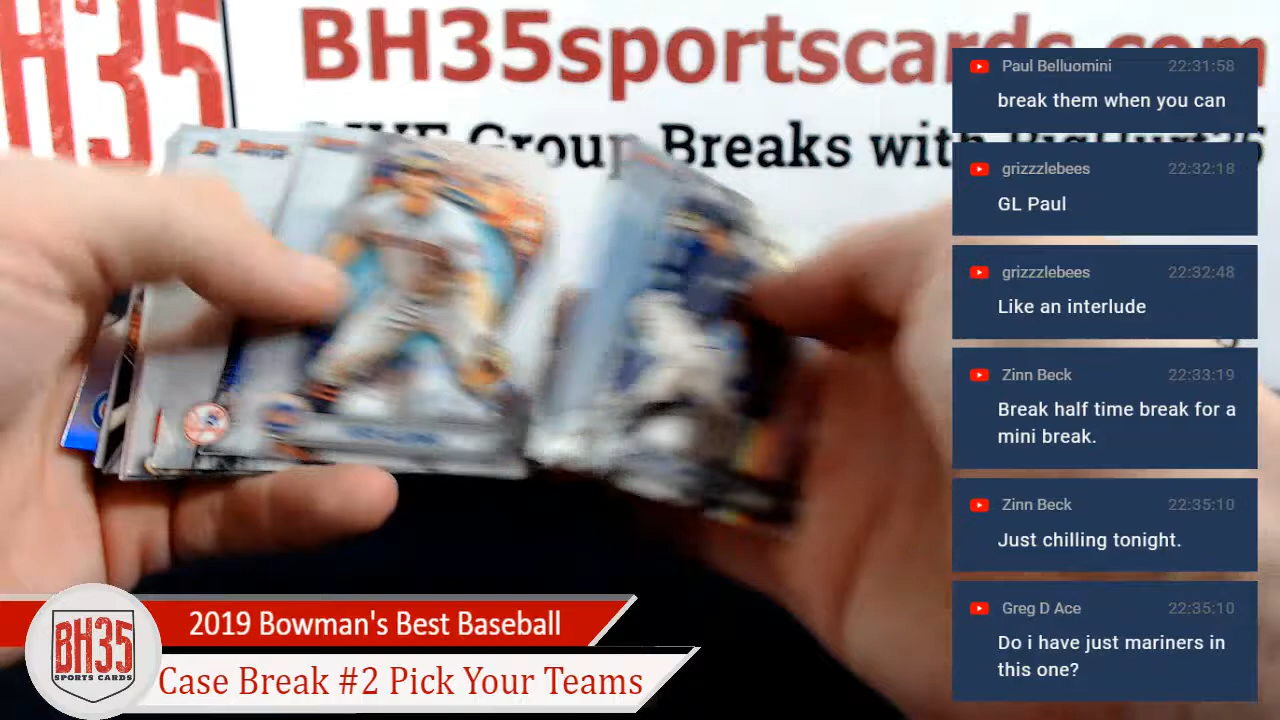 BH35
BH35sportscards.com
LIVE Group Breaks with
Paul Belluomini 22:31:58
break them when you can
grizzzlebees 22:32:18
GL Paul
grizzzlebees 22:32:48
Like an interlude
Zinn Beck 22:33:19
Break half time break for a
mini break.
Zinn Beck 22:35:10
Just chilling tonight.
Greg D Ace 22:35:10
Do i have just mariners in
this one?
BH35
SPORTS CARDS
2019 Bowman's Best Baseball
Case Break #2 Pick Your Teams